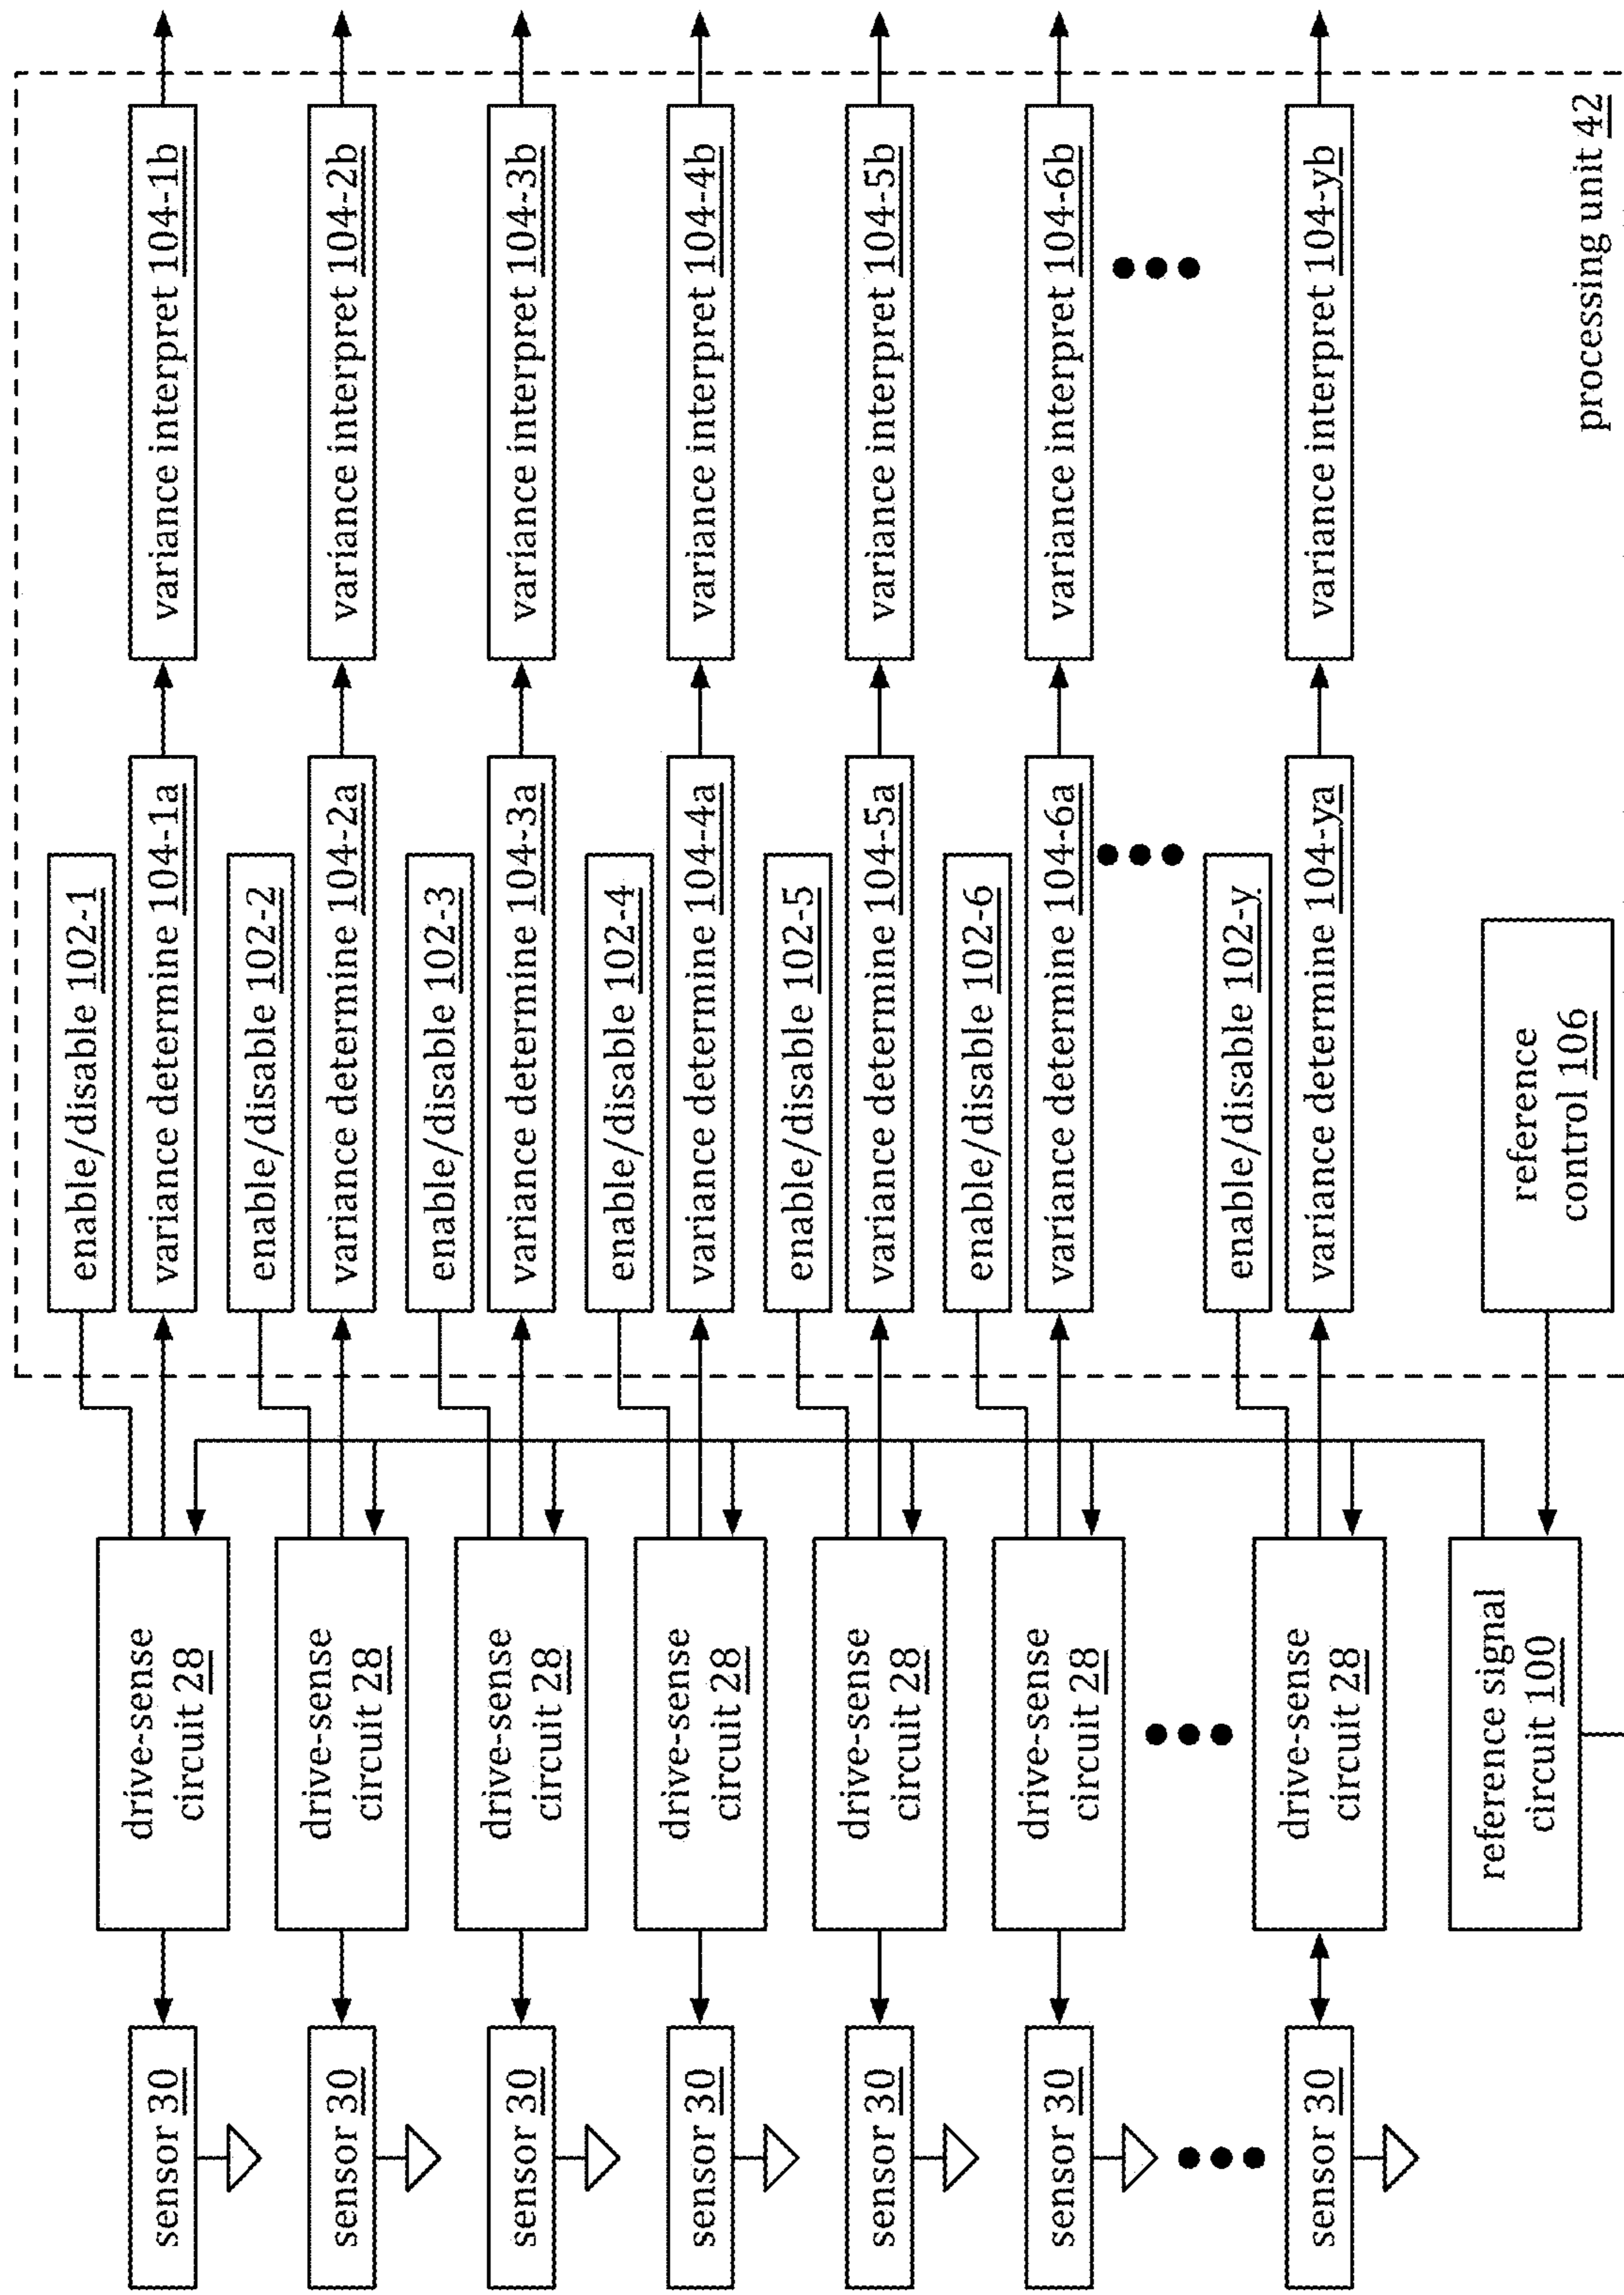 sensor 30
drive-sense
circuit 28
enable/disable 102-1
variance determine 104-1a
variance interpret 104-1b
sensor 30
drive-sense
circuit 28
enable/disable 102-2
variance determine 104-2a
variance interpret 104-2b
sensor 30
drive-sense
circuit 28
enable/disable 102-3
variance determine 104-3a
variance interpret 104-3b
sensor 30
drive-sense
circuit 28
enable/disable 102-4
variance determine 104-4a
variance interpret 104-4b
sensor 30
drive-sense
circuit 28
enable/disable 102-5
variance determine 104-5a
variance interpret 104-5b
sensor 30
drive-sense
circuit 28
enable/disable 102-6
variance determine 104-6a
variance interpret 104-6b
sensor 30
drive-sense
circuit 28
enable/disable 102-y
variance determine 104-ya
variance interpret 104-yb
reference signal
circuit 100
reference
control 106
processing unit 42